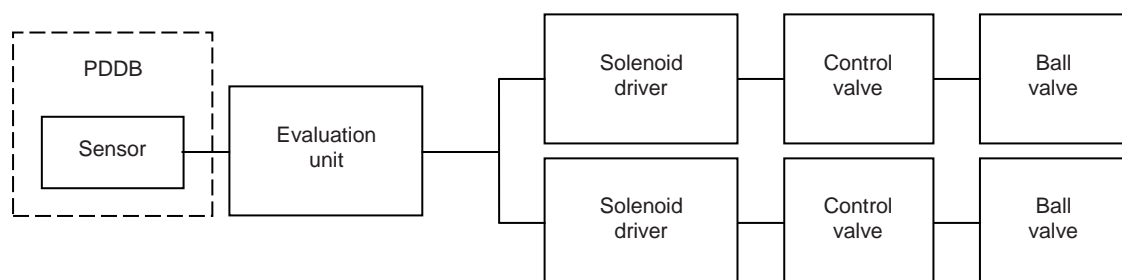 PDDB
Sensor
Evaluation
unit
Solenoid
driver
Control
valve
Ball
valve
Solenoid
driver
Control
valve
Ball
valve